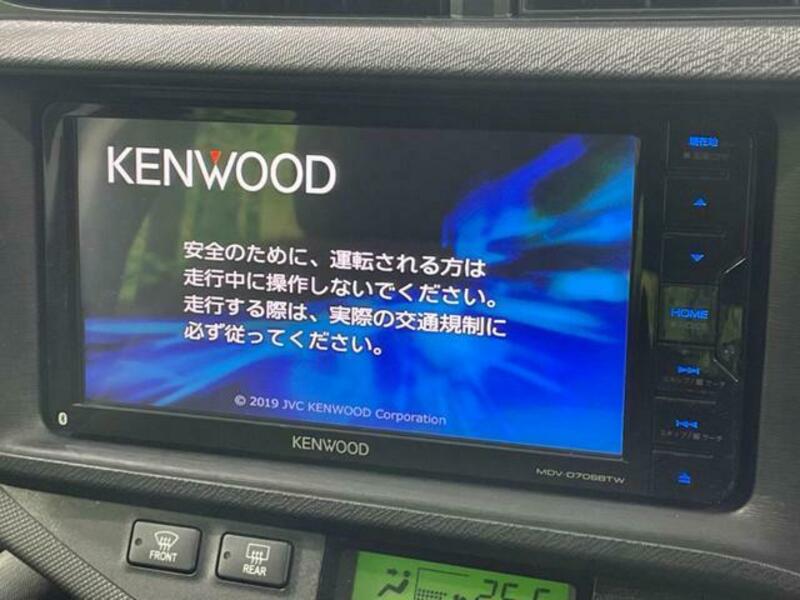 KENWOOD
安全のために、運転される方は
走行中に操作しないでください。
走行する際は、実際の交通規制に
必ず従ってください。
© 2019 JVC KENWOOD Corporation
KENWOOD
MDV-D706BTW
現在地
HOME
FRONT
REAR